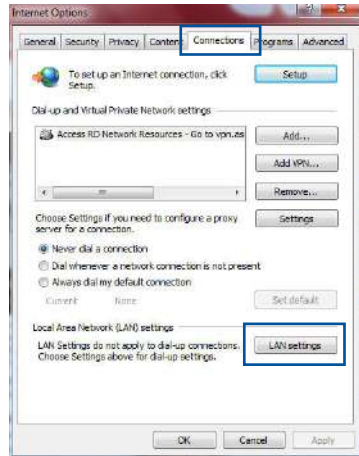 Internet Options
General Security Privacy Content Connections Programs Advanced
To set up an Internet connection, click
Setup.
Setup
Dial-up and Virtual Private Network settings
Access RD Network Resources - Go to vpn.as
Add...
Add VPN...
Remove...
Choose Settings if you need to configure a proxy
server for a connection.
Settings
Never dial a connection
Dial whenever a network connection is not present
Always dial my default connection
Current None
Set default
Local Area Network (LAN) settings
LAN Settings do not apply to dial-up connections.
Choose Settings above for dial-up settings.
LAN settings
OK Cancel Apply